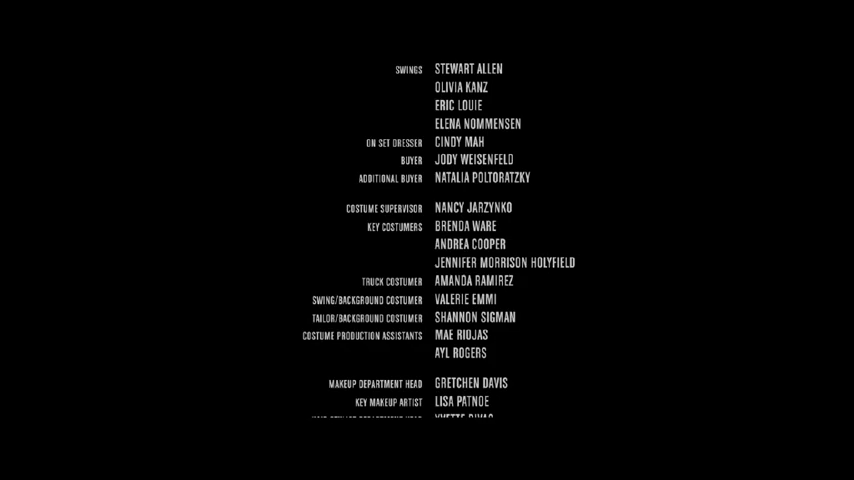 SWINGS STEWART ALLEN
OLIVIA KANZ
ERIC LOUIE
ELENA NOMMENSEN
ON SET DRESSER CINDY MAH
BUYER JODY WEISENFELD
ADDITIONAL BUYER NATALIA POLTORATZKY
COSTUME SUPERVISOR NANCY JARZYNKO
KEY COSTUMERS BRENDA WARE
ANDREA COOPER
JENNIFER MORRISON HOLYFIELD
TRUCK COSTUMER AMANDA RAMIREZ
SWING/BACKGROUND COSTUMER VALERIE EMMI
TAILOR/BACKGROUND COSTUMER SHANNON SIGMAN
COSTUME PRODUCTION ASSISTANTS MAE RIOJAS
AYL ROGERS
MAKEUP DEPARTMENT HEAD GRETCHEN DAVIS
KEY MAKEUP ARTIST LISA PATNOE